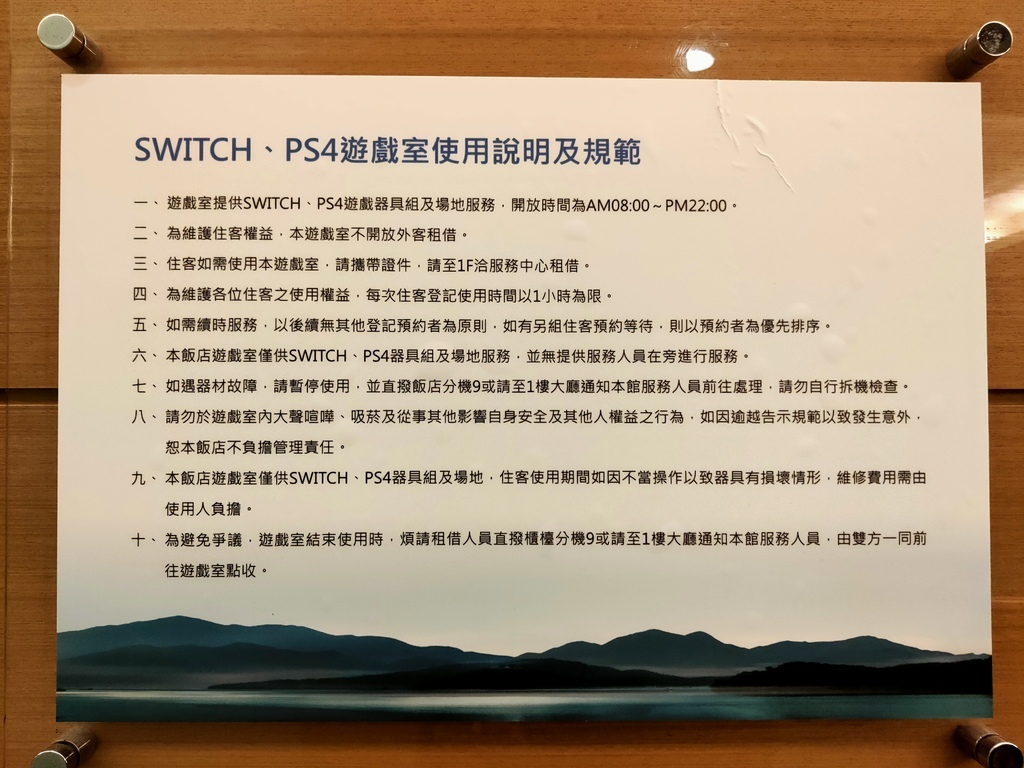 SWITCH、PS4遊戲室使用說明及規範
一、遊戲室提供SWITCH、PS4遊戲器具組及場地服務，開放時間為AM08:00～PM22:00。
二、為維護住客權益，本遊戲室不開放外客租借。
三、住客如需使用本遊戲室，請攜帶證件，請至1F洽服務中心租借。
四、為維護各位住客之使用權益，每次住客登記使用時間以1小時為限。
五、如需續時服務，以後續無其他登記預約者為原則，如有另組住客預約等待，則以預約者為優先排序。
六、本飯店遊戲室僅供SWITCH、PS4器具組及場地服務，並無提供服務人員在旁進行服務。
七、如遇器材故障，請暫停使用，並直撥飯店分機9或請至1樓大廳通知本館服務人員前往處理，請勿自行拆機檢查。
八、請勿於遊戲室內大聲喧嘩、吸菸及從事其他影響自身安全及其他人權益之行為，如因逾越告示規範以致發生意外，
恕本飯店不負擔管理責任。
九、本飯店遊戲室僅供SWITCH、PS4器具組及場地，住客使用期間如因不當操作以致器具有損壞情形，維修費用需由
使用人負擔。
十、為避免爭議，遊戲室結束使用時，煩請租借人員直撥櫃檯分機9或請至1樓大廳通知本館服務人員，由雙方一同前
往遊戲室點收。